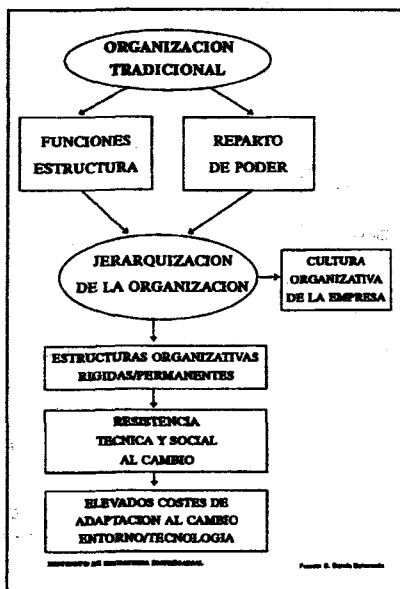 ORGANIZACION
TRADICIONAL
FUNCIONES
ESTRUCTURA
REPARTO
DE PODER
JERARQUIZACION
DE LA ORGANIZACION
CULTURA
ORGANIZATIVA
DE LA EMPRESA
ESTRUCTURAS ORGANIZATIVAS
RIGIDAS/PERMANENTES
RESISTENCIA
TECNICA Y SOCIAL
AL CAMBIO
ELEVADOS COSTES DE
ADAPTACION AL CAMBIO
ENTORNO/TECNOLOGIA